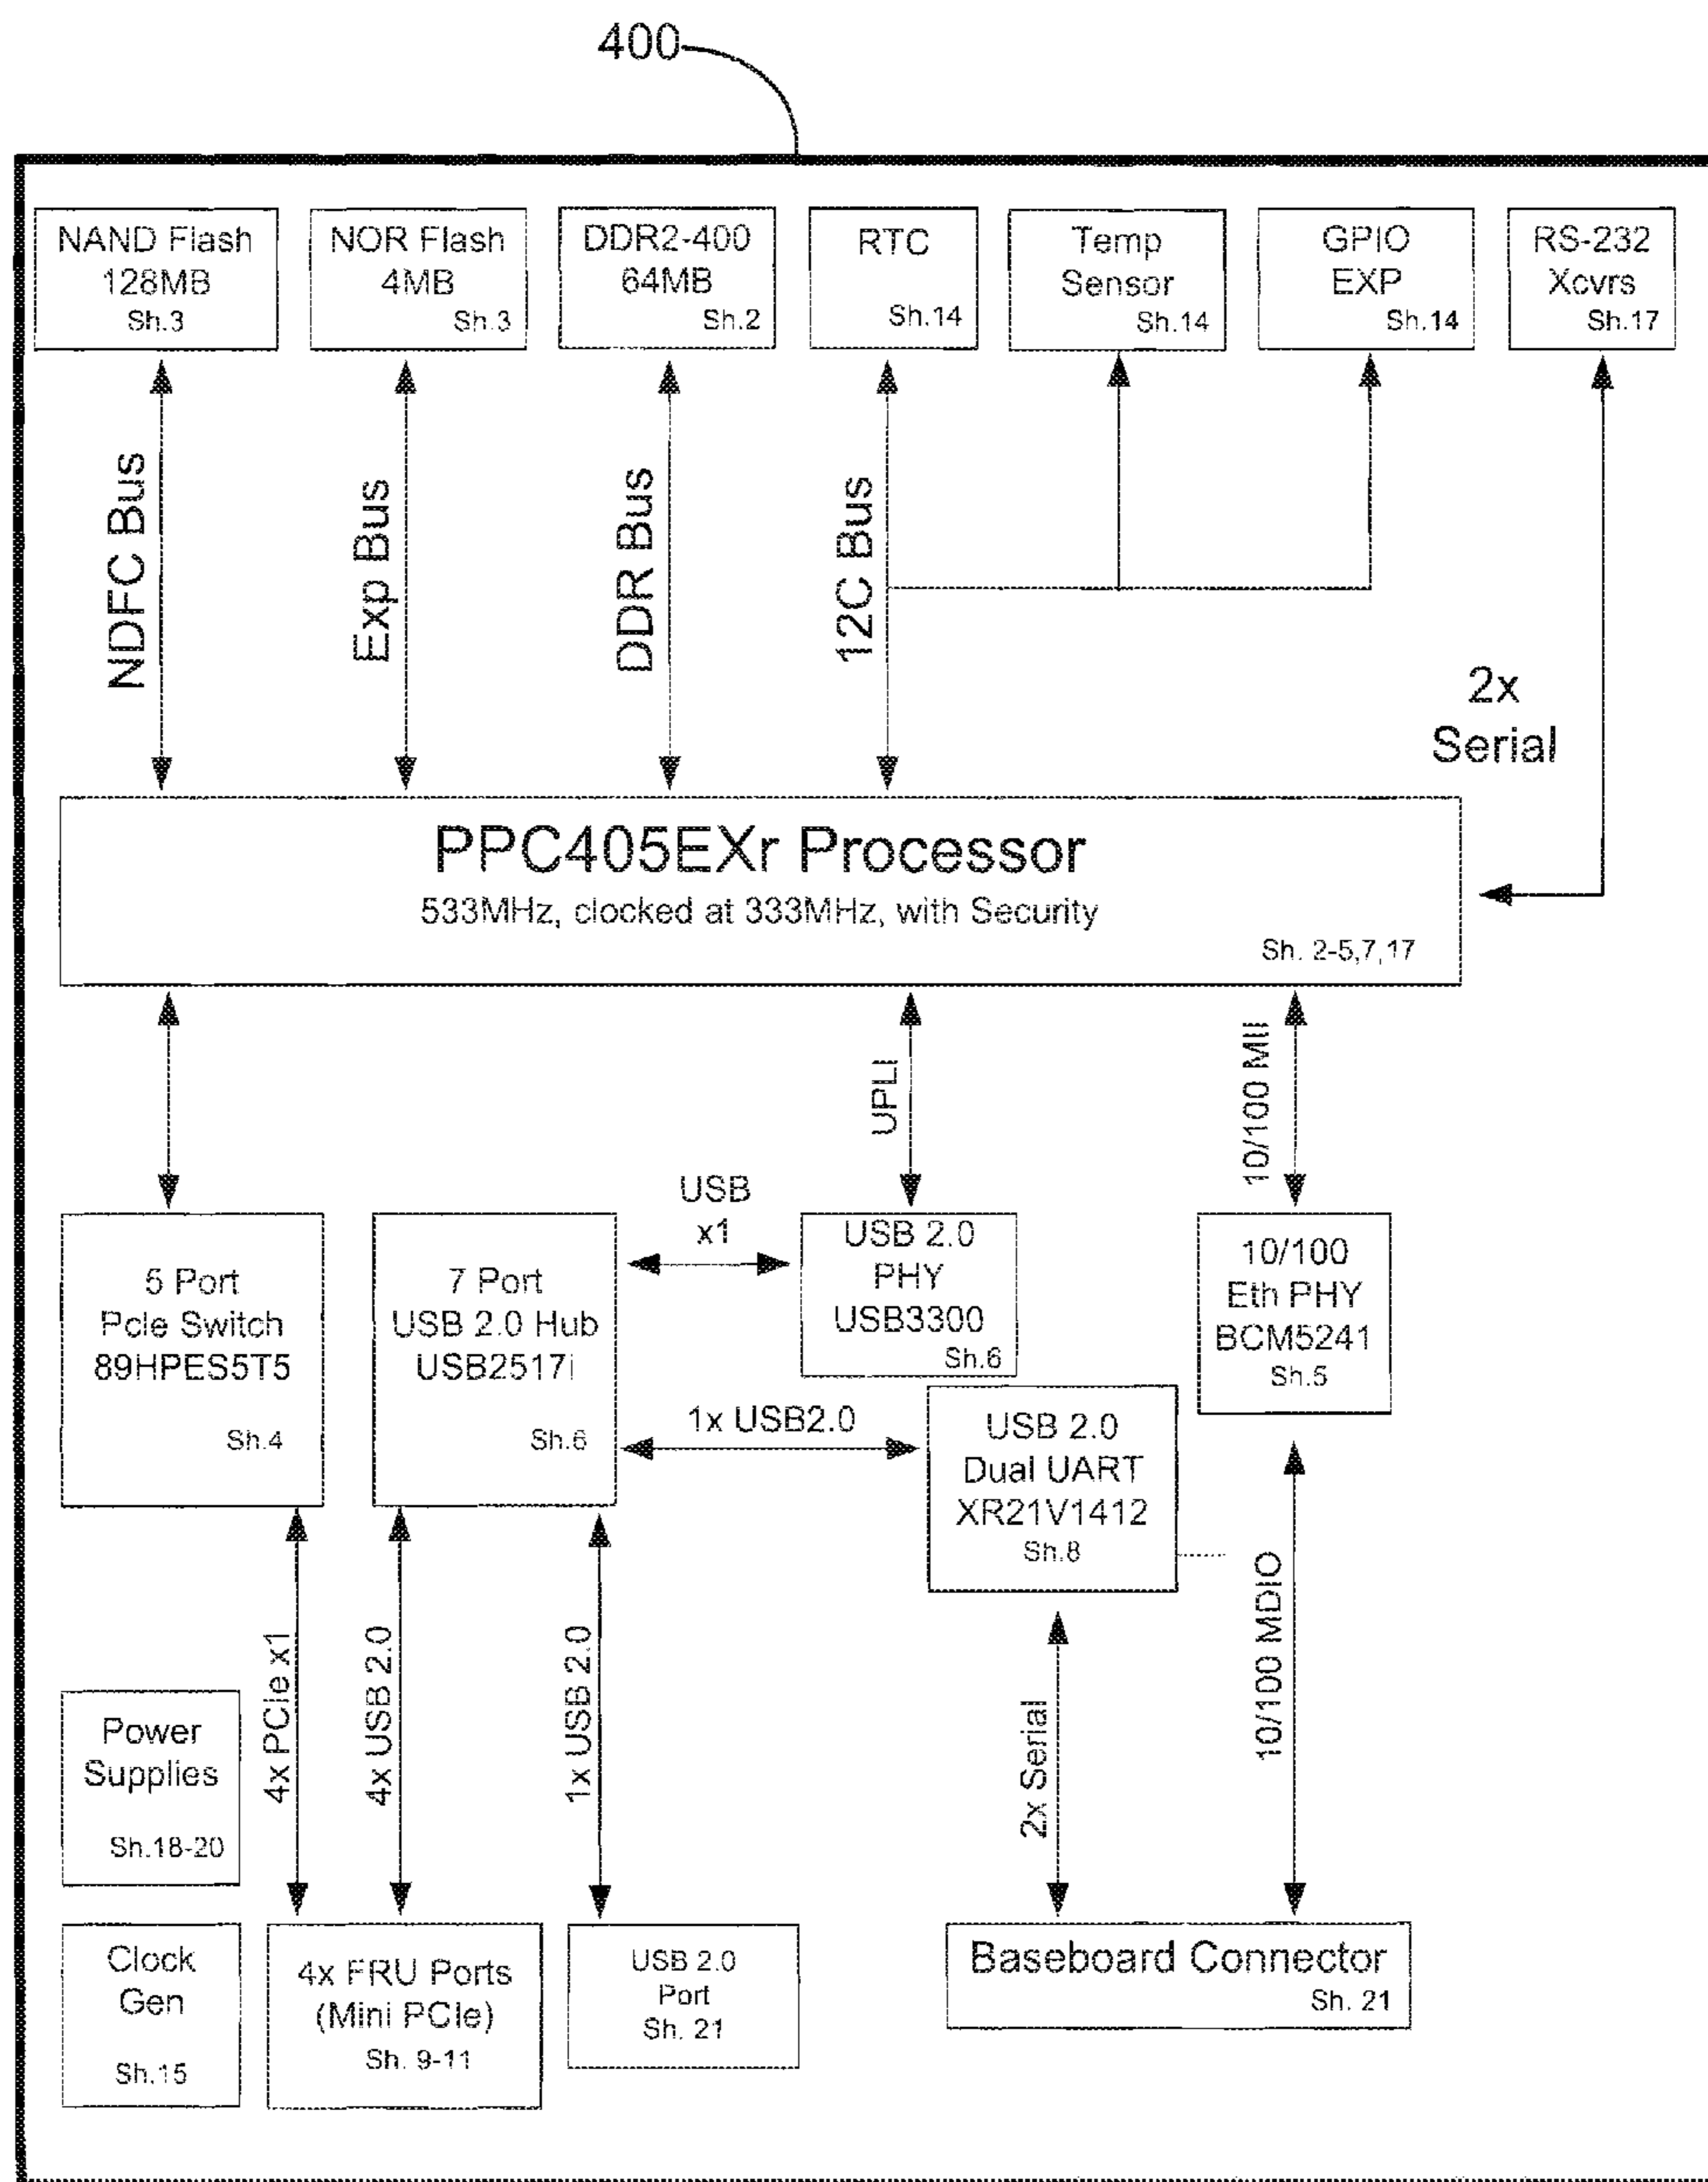 400
NAND Flash
128MB
Sh.3
NOR Flash
4MB
Sh.3
DDR2-400
64MB
Sh.2
RTC
Sh.14
Temp
Sensor
Sh.14
GPIO
EXP
Sh.14
RS-232
Xcvrs
Sh.17
NDFC Bus
Exp Bus
DDR Bus
12C Bus
2x
Serial
PPC405EXr Processor
533MHz, clocked at 333MHz, with Security
Sh. 2-5,7,17
UPLI
10/100 MII
5 Port
PcIe Switch
89HPES5T5
Sh.4
7 Port
USB 2.0 Hub
USB2517i
Sh.6
USB
x1
USB 2.0
PHY
USB3300
Sh.6
10/100
Eth PHY
BCM5241
Sh.5
1x USB2.0
USB 2.0
Dual UART
XR21V1412
Sh.8
4x PCIe x1
4x USB 2.0
1x USB 2.0
2x Serial
10/100 MDIO
Power
Supplies
Sh.18-20
Clock
Gen
Sh.15
4x FRU Ports
(Mini PCIe)
Sh. 9-11
USB 2.0
Port
Sh. 21
Baseboard Connector
Sh. 21